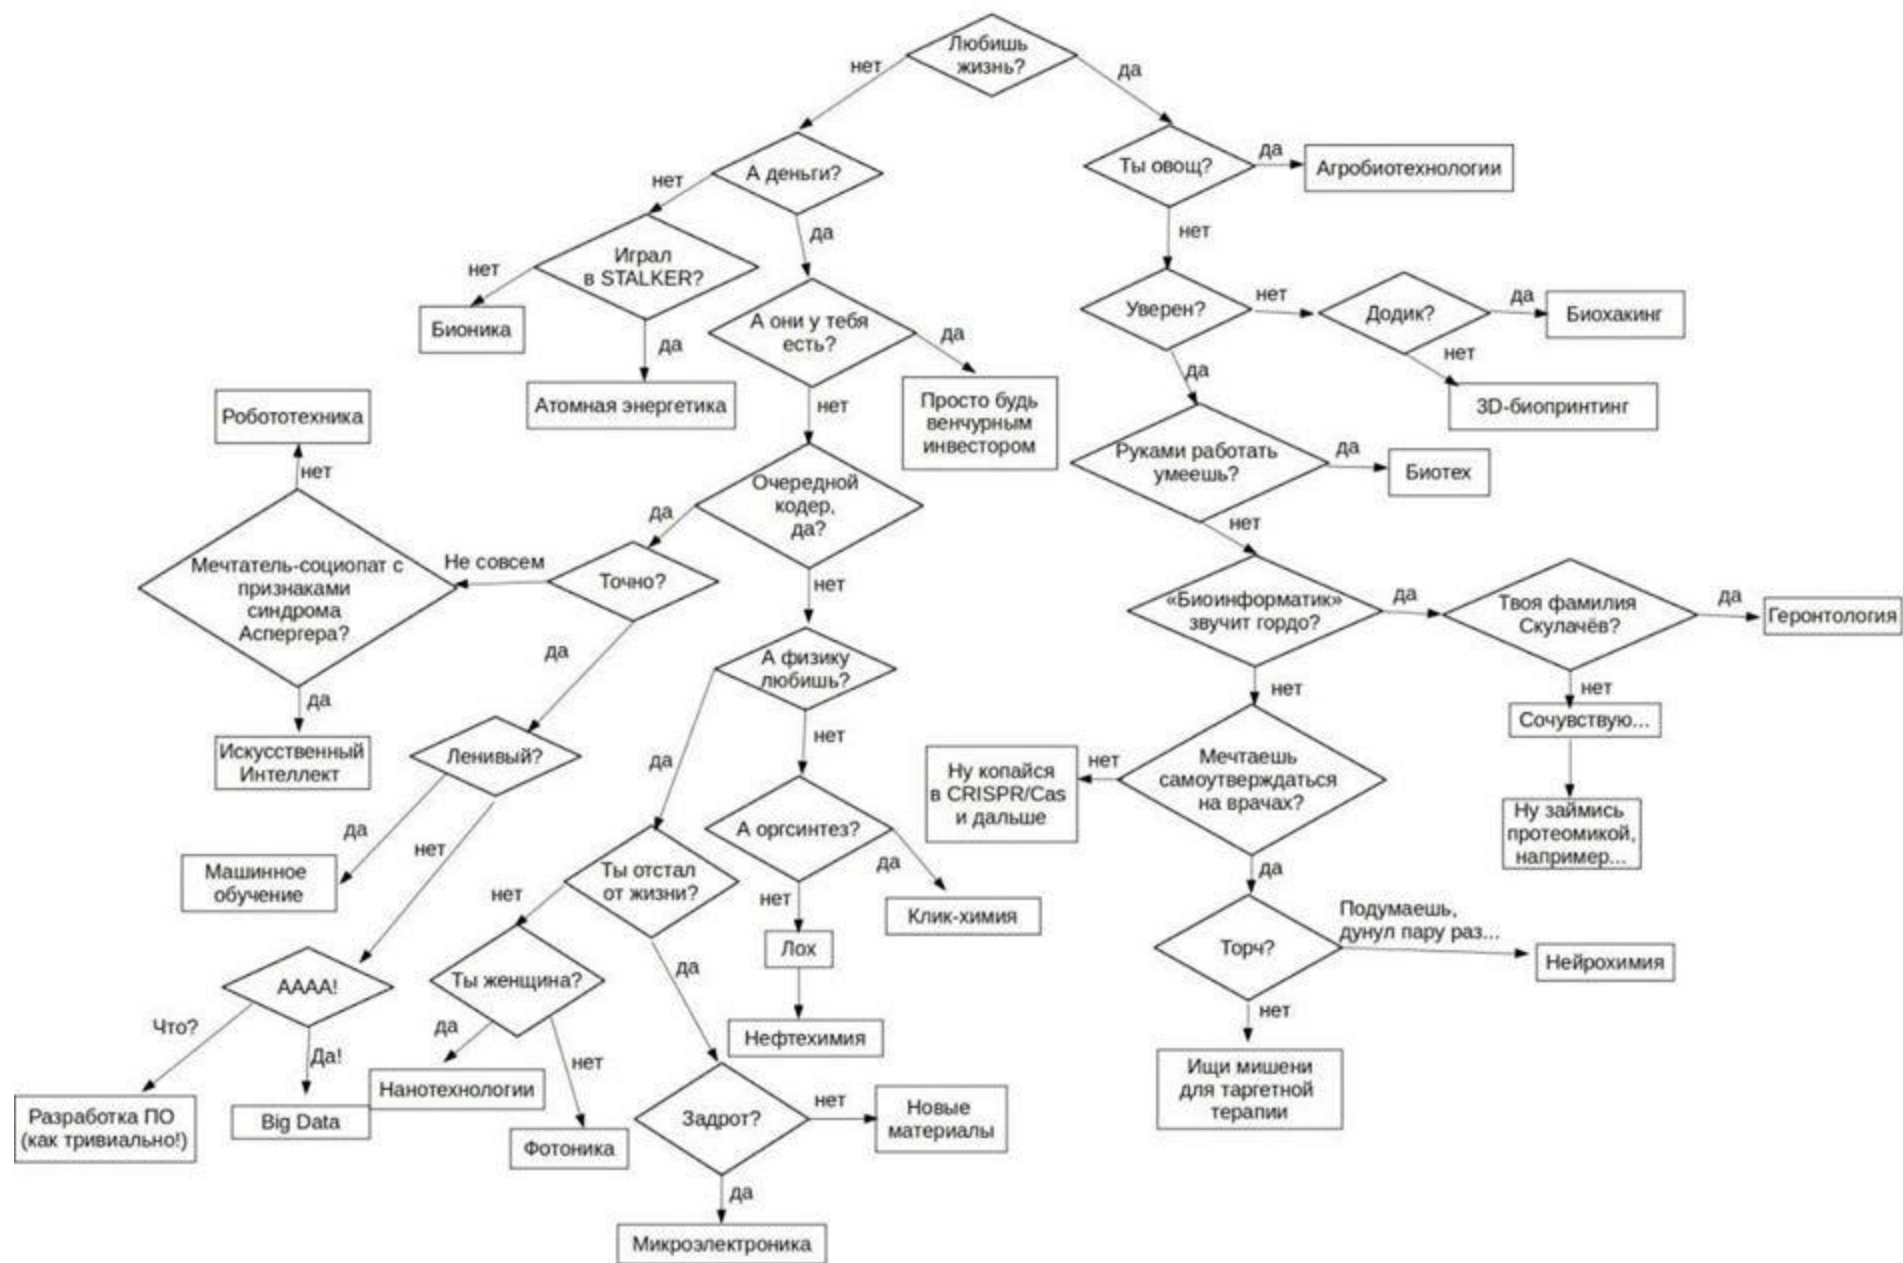 Любишь
жизнь?
нет
да
А деньги?
Ты овощ?
да
Агробиотехнологии
нет
да
нет
Играл
в STALKER?
нет
Бионика
да
Атомная энергетика
А они у тебя
есть?
да
Просто будь
венчурным
инвестором
нет
Уверен?
нет
Додик?
да
Биохакинг
нет
3D-биопринтинг
да
Руками работать
умеешь?
да
Биотех
нет
Робототехника
нет
Мечтатель-социопат с
признаками
синдрома
Аспергера?
да
Искусственный
Интеллект
Не совсем
Точно?
да
Очередной
кодер,
да?
нет
да
А физику
любишь?
«Биоинформатик»
звучит гордо?
да
Твоя фамилия
Скулачёв?
да
Геронтология
нет
Сочувствую...
Ну займись
протеомикой,
например...
нет
Мечтаешь
самоутверждаться
на врачах?
нет
Ну копайся
в CRISPR/Cas
и дальше
да
Торч?
Подумаешь,
дунул пару раз...
Нейрохимия
нет
Ищи мишени
для таргетной
терапии
Ленивый?
да
Машинное
обучение
нет
АААА!
Что?
Разработка ПО
(как тривиально!)
Да!
Big Data
да
нет
А оргсинтез?
да
Клик-химия
нет
Лох
Нефтехимия
Ты отстал
от жизни?
нет
Ты женщина?
да
Нанотехнологии
нет
Фотоника
да
Задрот?
нет
Новые
материалы
да
Микроэлектроника